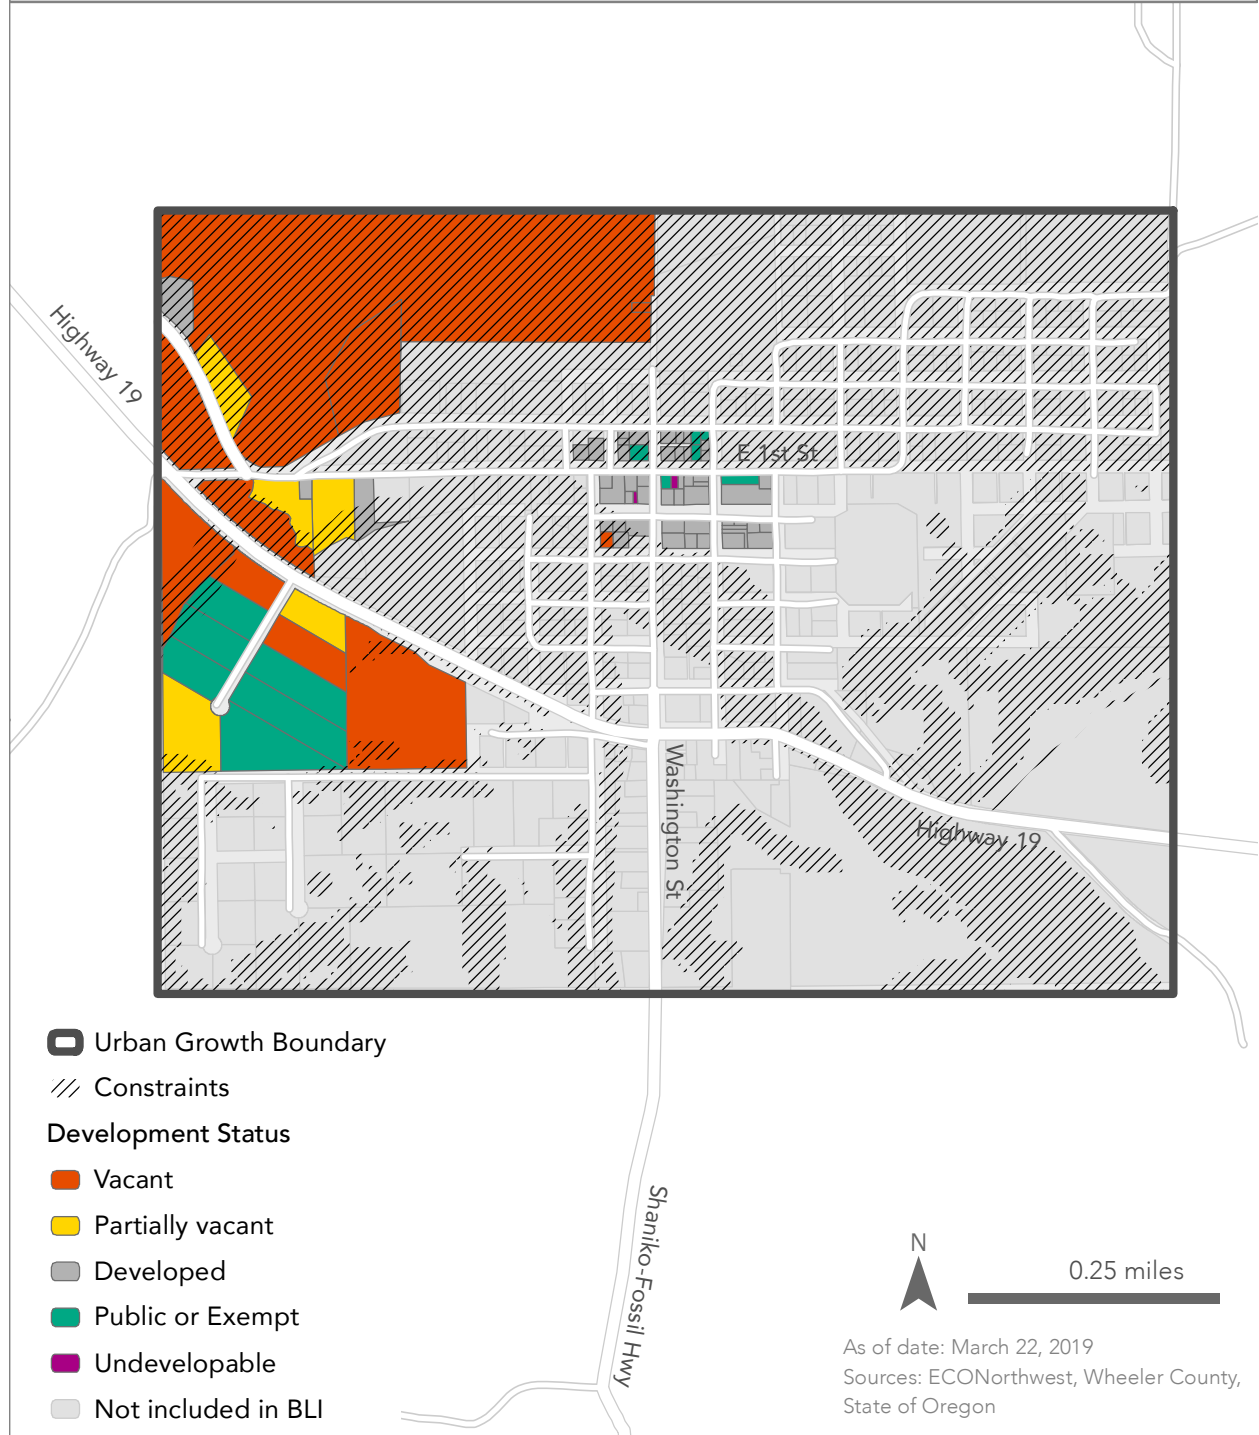 Highway 19
E 1st St
Washington St
Highway 19
Urban Growth Boundary
Constraints
Development Status
Vacant
Partially vacant
Developed
Public or Exempt
Undevelopable
Not included in BLI
Shaniko-Fossil Hwy
N
0.25 miles
As of date: March 22, 2019
Sources: ECONorthwest, Wheeler County,
State of Oregon